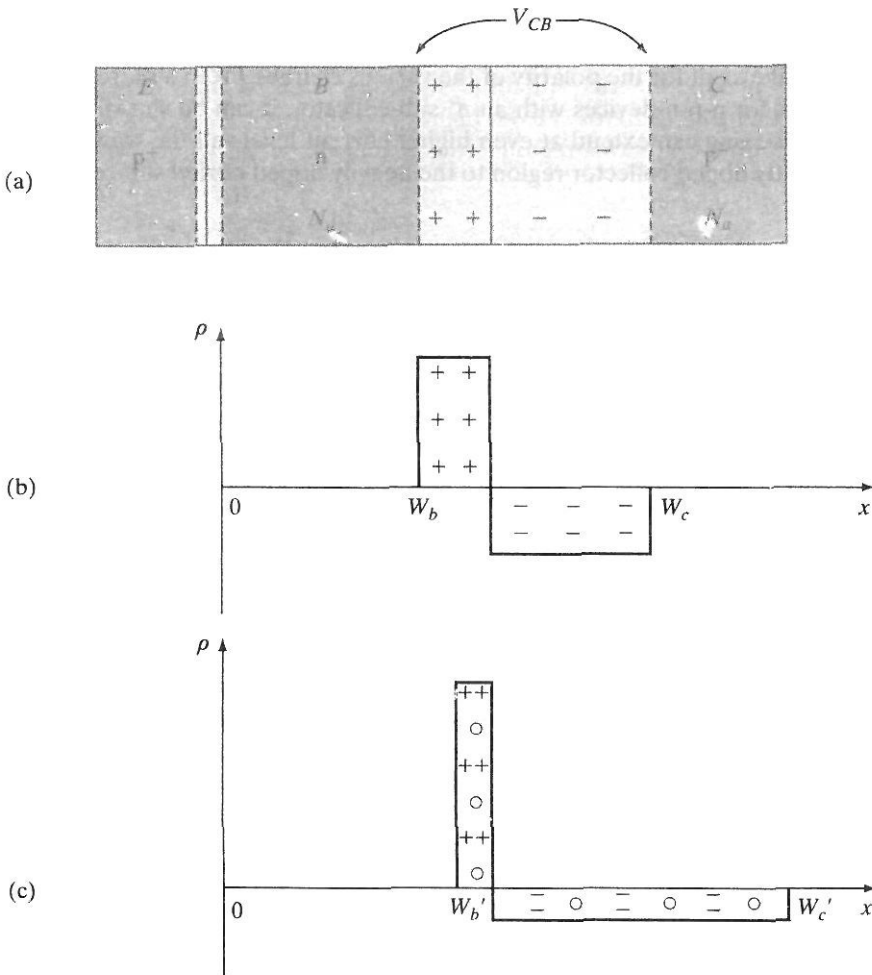 V_CB
(a)
E B + + − − C
p⁺ n + + − − p
N_d + + − − N_a
ρ
+ +
+ +
+ +
(b)
0 W_b − − − W_c x
− − −
ρ
++
○
++
○
++
○
(c)
0 W_b′ − ○ − ○ − ○ W_c′ x